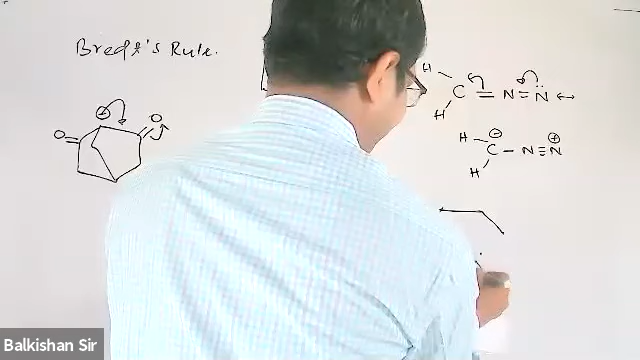 Bredt's Rule.
O
⊖
O
H
C = N = N̈ ↔
H
H ⊖ ⊕
C - N ≡ N
H
Balkishan Sir